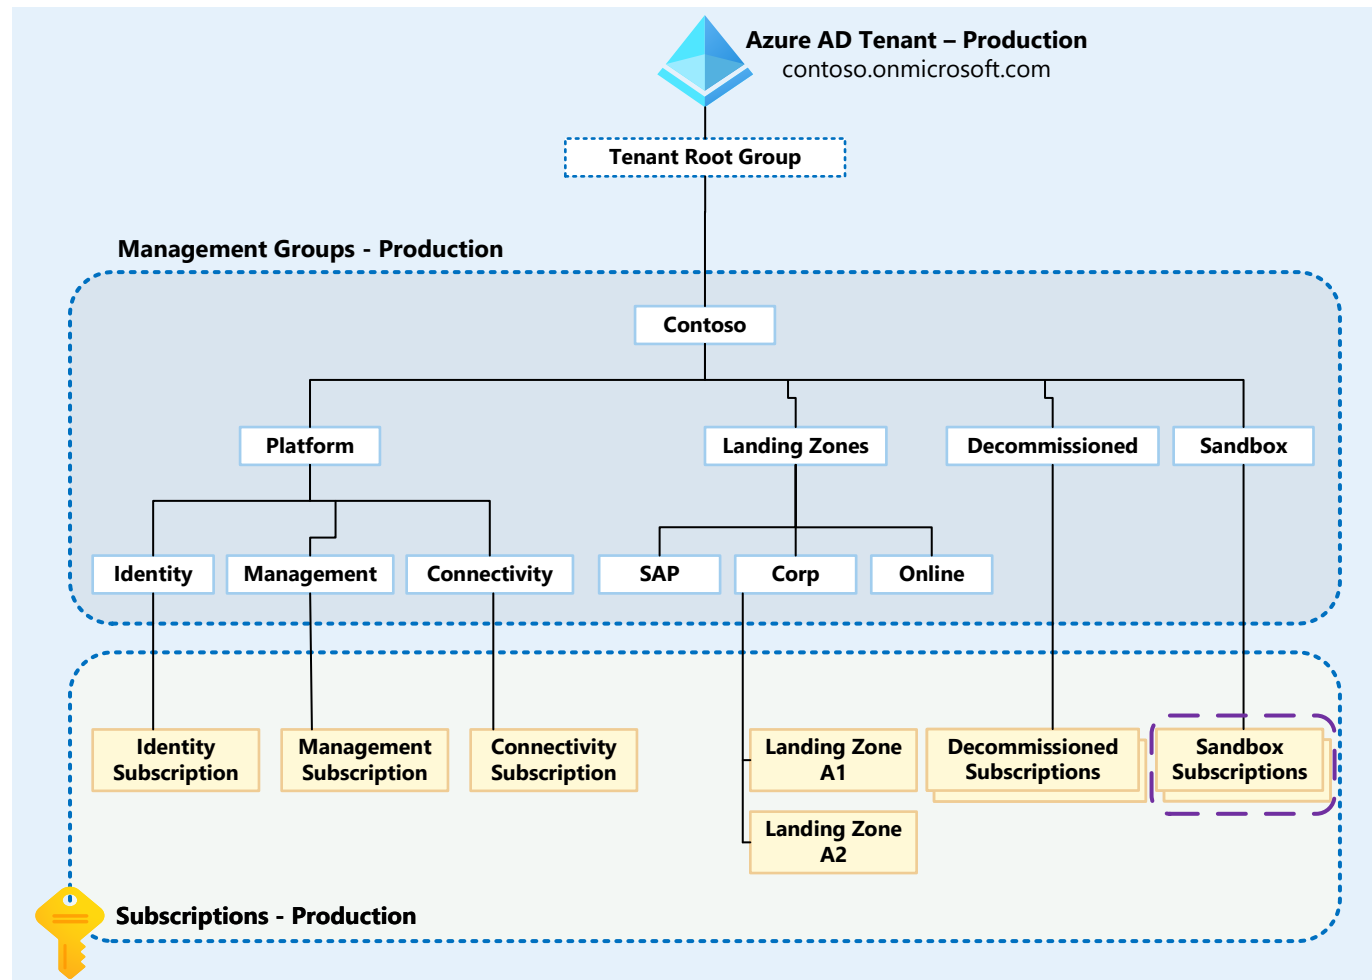 Azure AD Tenant – Production
contoso.onmicrosoft.com
Tenant Root Group
Management Groups - Production
Contoso
Platform
Landing Zones
Decommissioned
Sandbox
Identity
Management
Connectivity
SAP
Corp
Online
Identity
Subscription
Management
Subscription
Connectivity
Subscription
Landing Zone
A1
Decommissioned
Subscriptions
Sandbox
Subscriptions
Landing Zone
A2
Subscriptions - Production